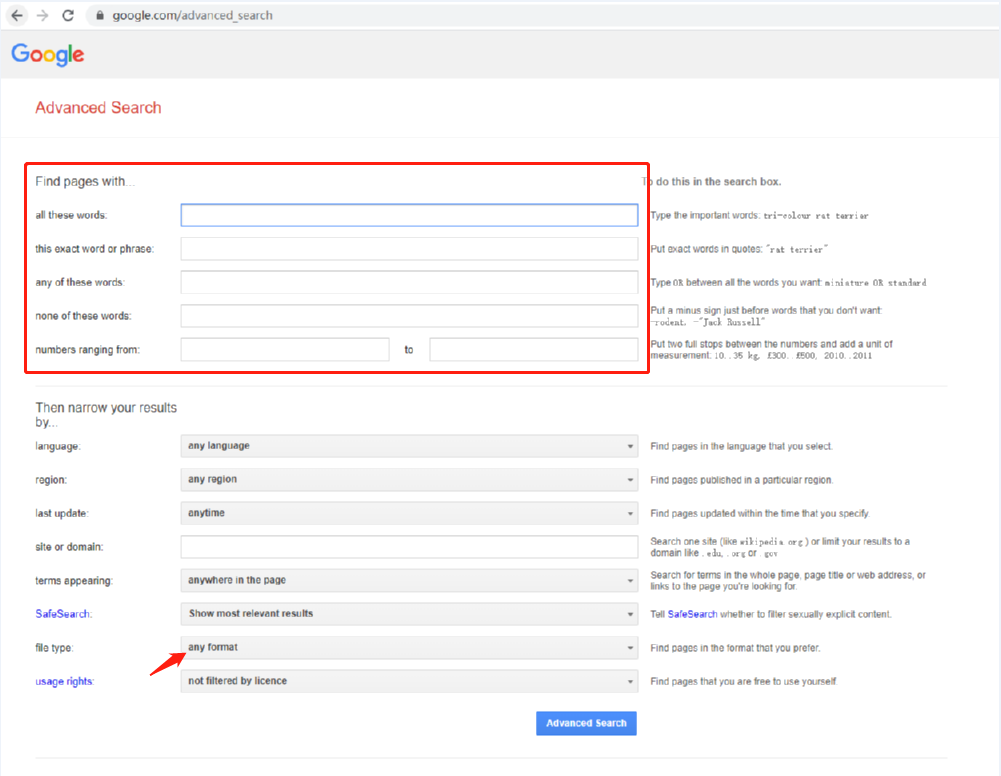 google.com/advanced_search
Google
Advanced Search
Find pages with...
To do this in the search box.
all these words:
Type the important words: tri-colour rat terrier
this exact word or phrase:
Put exact words in quotes: "rat terrier"
any of these words:
Type OR between all the words you want: miniature OR standard
none of these words:
Put a minus sign just before words that you don't want:
-rodent, -"Jack Russell"
numbers ranging from:
to
Put two full stops between the numbers and add a unit of
measurement: 10..35 kg, £300..£500, 2010..2011
Then narrow your results
by...
language:
any language
Find pages in the language that you select.
region:
any region
Find pages published in a particular region.
last update:
anytime
Find pages updated within the time that you specify.
site or domain:
Search one site (like wikipedia.org ) or limit your results to a
domain like .edu, .org or .gov
terms appearing:
anywhere in the page
Search for terms in the whole page, page title or web address, or
links to the page you're looking for.
SafeSearch:
Show most relevant results
Tell SafeSearch whether to filter sexually explicit content.
file type:
any format
Find pages in the format that you prefer.
usage rights:
not filtered by licence
Find pages that you are free to use yourself.
Advanced Search